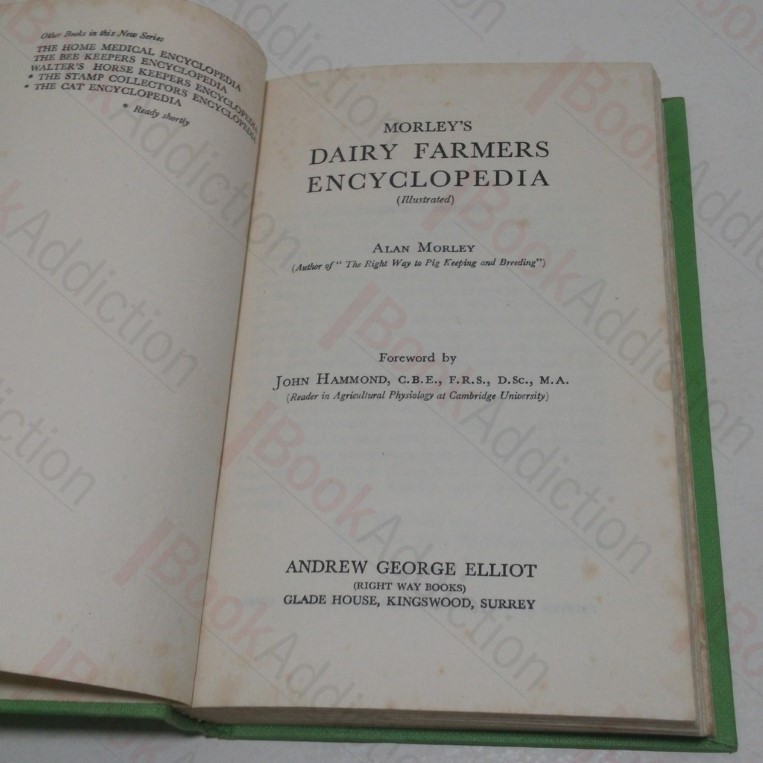 Other Books in this New Series
THE HOME MEDICAL ENCYCLOPEDIA
THE BEE KEEPERS ENCYCLOPEDIA
WALTER'S HORSE KEEPERS ENCYCLOPEDIA
* THE STAMP COLLECTORS ENCYCLOPEDIA
* THE CAT ENCYCLOPEDIA
* Ready shortly
MORLEY'S
DAIRY FARMERS
ENCYCLOPEDIA
(Illustrated)
ALAN MORLEY
(Author of "The Right Way to Pig Keeping and Breeding")
Foreword by
JOHN HAMMOND, C.B.E., F.R.S., D.Sc., M.A.
(Reader in Agricultural Physiology at Cambridge University)
ANDREW GEORGE ELLIOT
(RIGHT WAY BOOKS)
GLADE HOUSE, KINGSWOOD, SURREY
BookAddiction